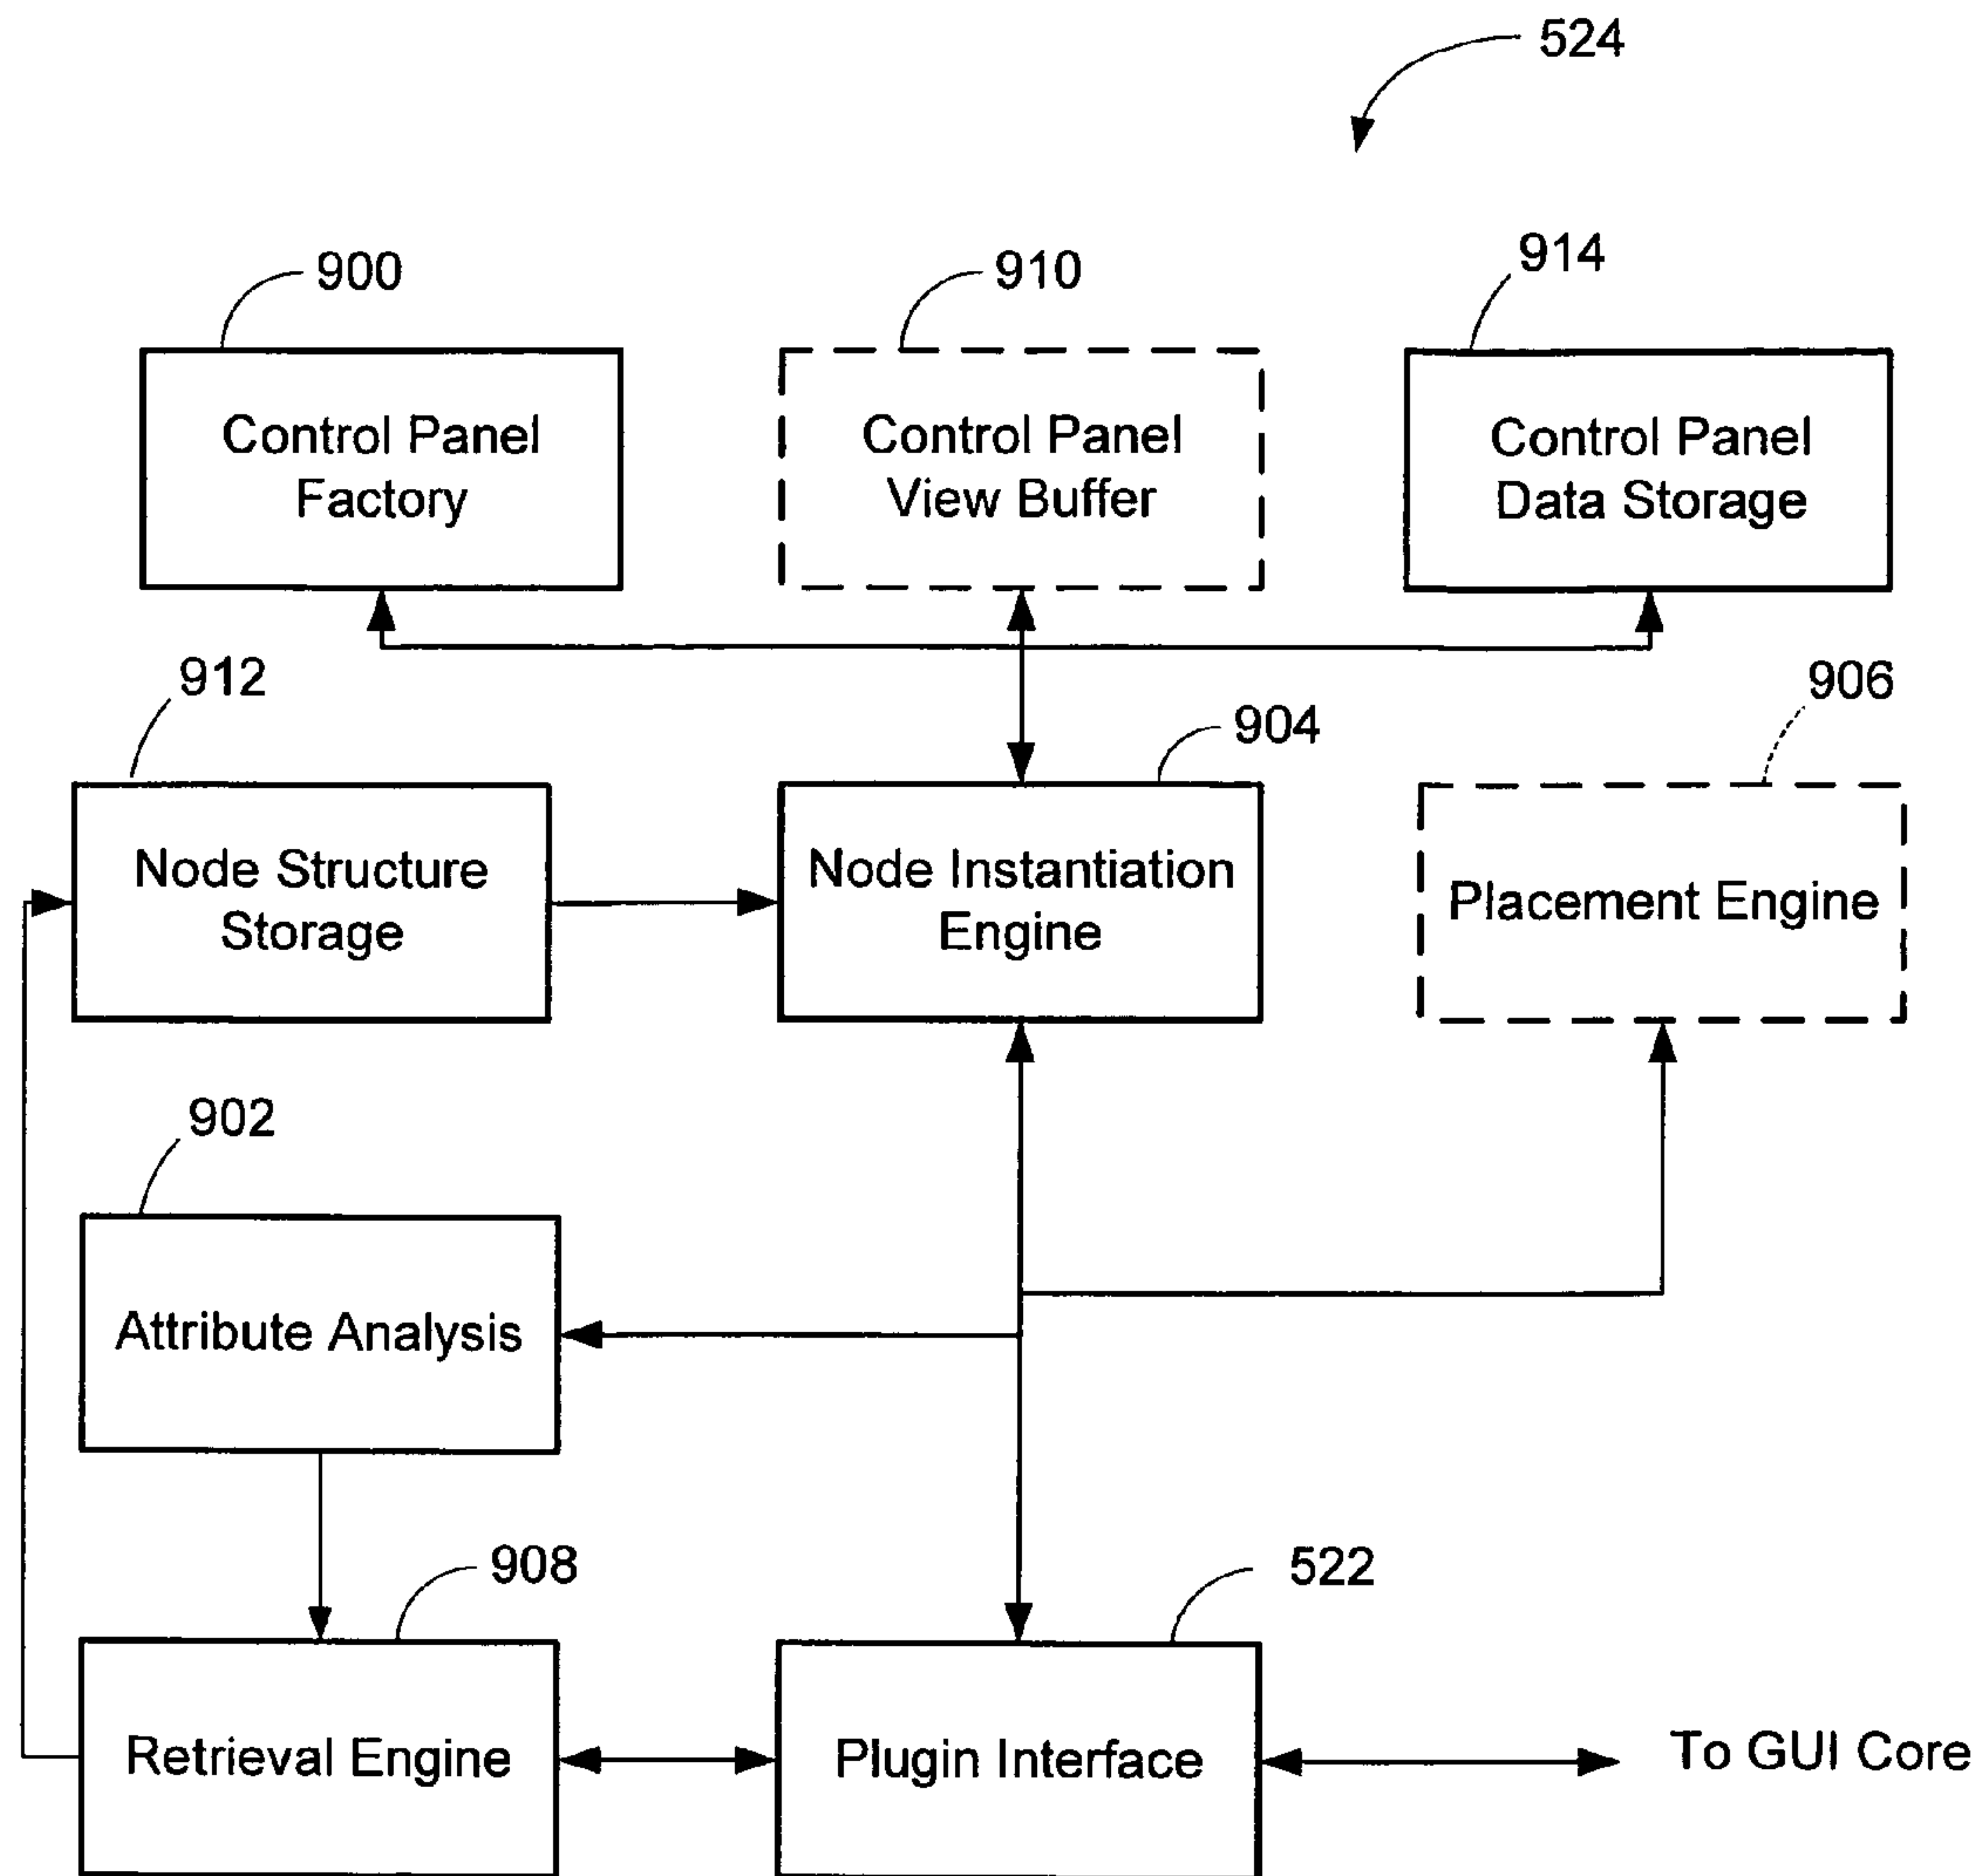 524
900
910
914
Control Panel
Factory
Control Panel
View Buffer
Control Panel
Data Storage
912
904
906
Node Structure
Storage
Node Instantiation
Engine
Placement Engine
902
Attribute Analysis
908
522
Retrieval Engine
Plugin Interface
To GUI Core